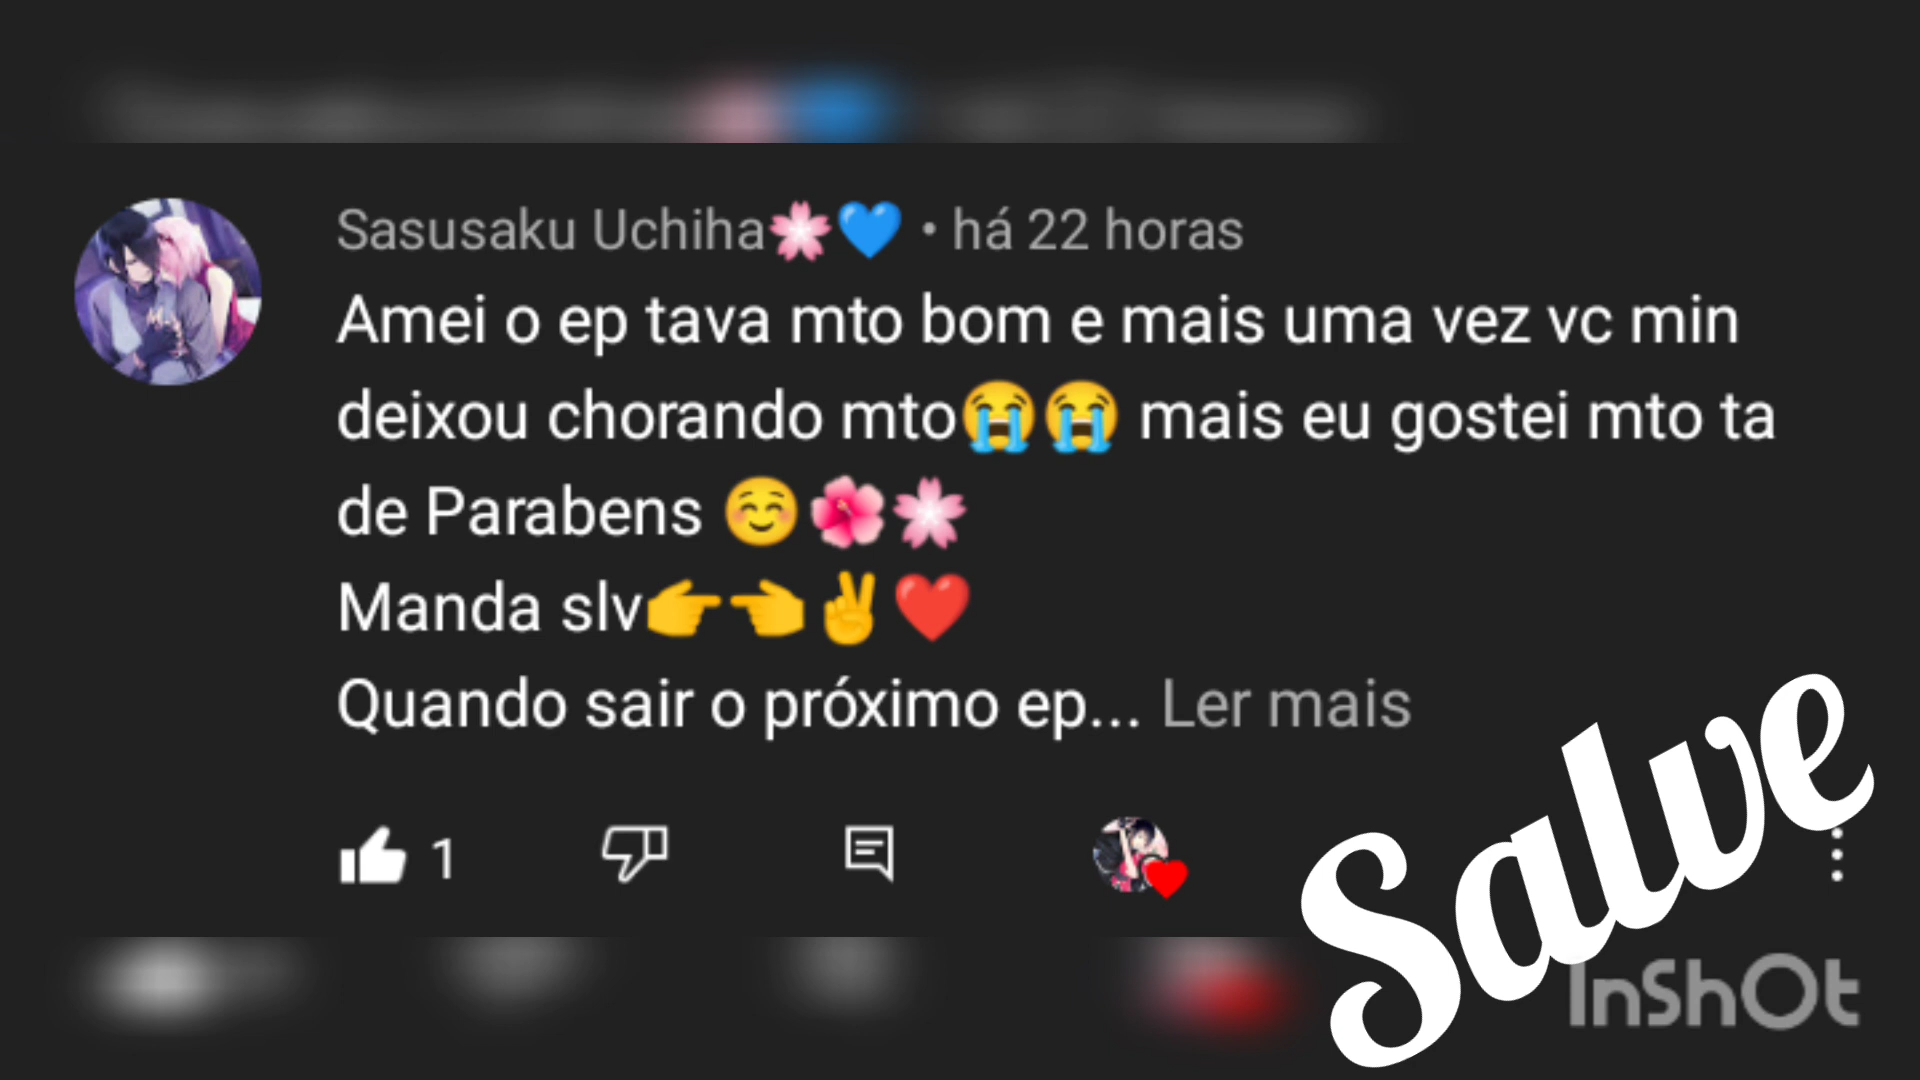 Sasusaku Uchiha🌸💙 • há 22 horas
Amei o ep tava mto bom e mais uma vez vc min
deixou chorando mto😭😭 mais eu gostei mto ta
de Parabens ☺️🌺🌸
Manda slv👉👈✌️❤️
Quando sair o próximo ep... Ler mais
1
Salve
InShOt